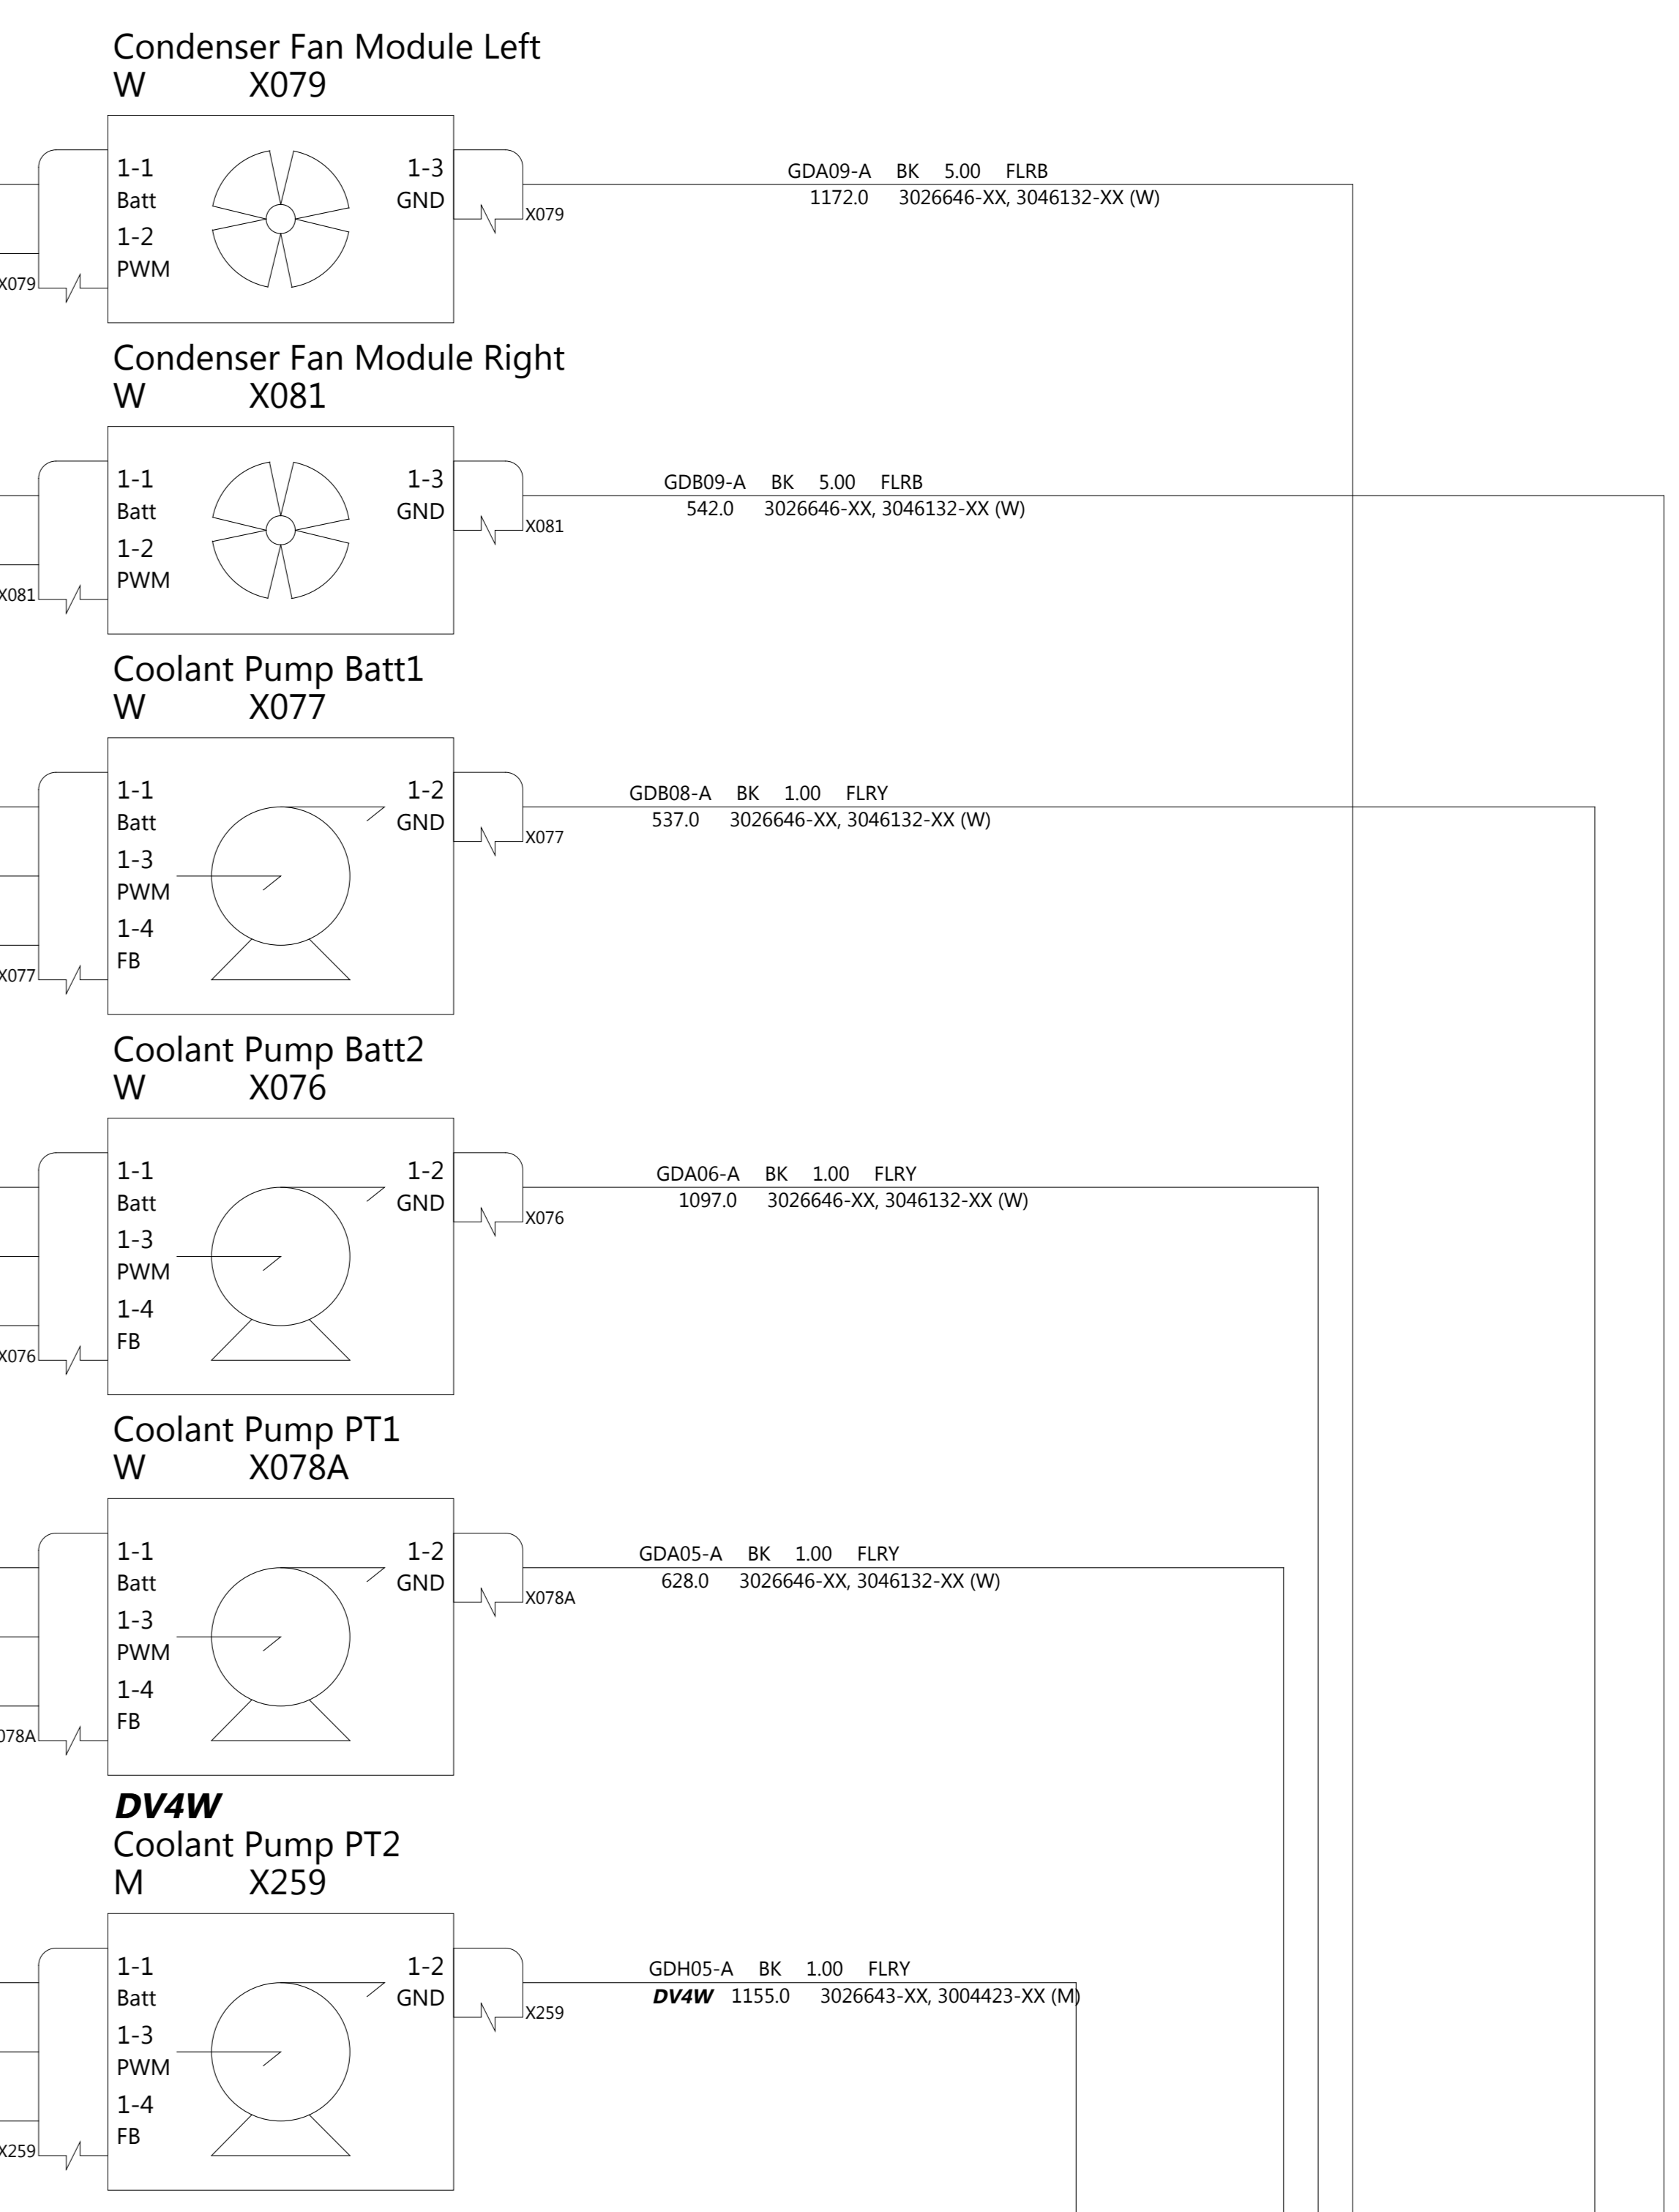 Condenser Fan Module Left
W X079
1-1 1-3
Batt GND
1-2
PWM
X079
X079
GDA09-A BK 5.00 FLRB
1172.0 3026646-XX, 3046132-XX (W)
Condenser Fan Module Right
W X081
1-1 1-3
Batt GND
1-2
PWM
X081
X081
GDB09-A BK 5.00 FLRB
542.0 3026646-XX, 3046132-XX (W)
Coolant Pump Batt1
W X077
1-1 1-2
Batt GND
1-3
PWM
1-4
FB
X077
X077
GDB08-A BK 1.00 FLRY
537.0 3026646-XX, 3046132-XX (W)
Coolant Pump Batt2
W X076
1-1 1-2
Batt GND
1-3
PWM
1-4
FB
X076
X076
GDA06-A BK 1.00 FLRY
1097.0 3026646-XX, 3046132-XX (W)
Coolant Pump PT1
W X078A
1-1 1-2
Batt GND
1-3
PWM
1-4
FB
078A
X078A
GDA05-A BK 1.00 FLRY
628.0 3026646-XX, 3046132-XX (W)
DV4W
Coolant Pump PT2
M X259
1-1 1-2
Batt GND
1-3
PWM
1-4
FB
X259
X259
GDH05-A BK 1.00 FLRY
DV4W 1155.0 3026643-XX, 3004423-XX (M)